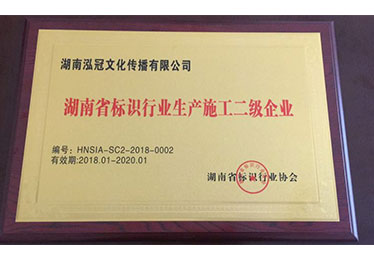 湖南泓冠文化传播有限公司
湖南省标识行业生产施工二级企业
编号: HNSIA-SC2-2018-0002
有效期:2018.01-2020.01
湖南省标识行业协会